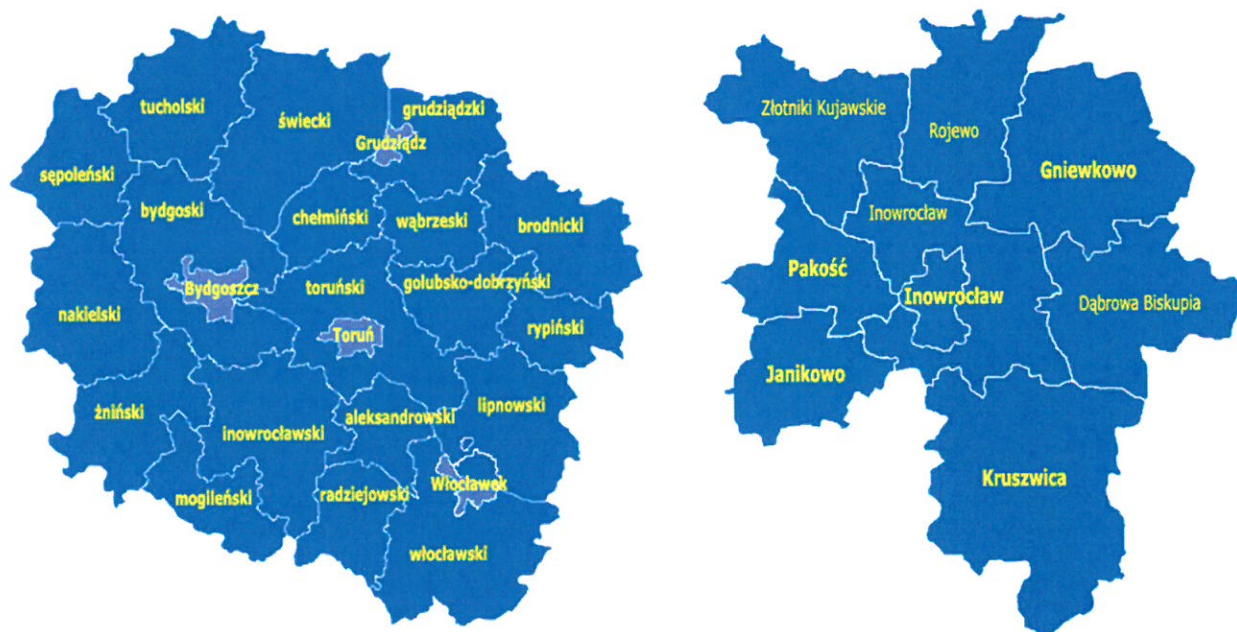 tucholski
świecki
grudziądzki
Grudziądz
sępoleński
bydgoski
chełmiński
wąbrzeski
brodnicki
Bydgoszcz
toruński
golubsko-dobrzyński
nakielski
Toruń
rypiński
żniński
inowrocławski
aleksandrowski
lipnowski
mogileński
radziejowski
Włocławek
włocławski
Złotniki Kujawskie
Rojewo
Gniewkowo
Inowrocław
Pakość
Inowrocław
Dąbrowa Biskupia
Janikowo
Kruszwica